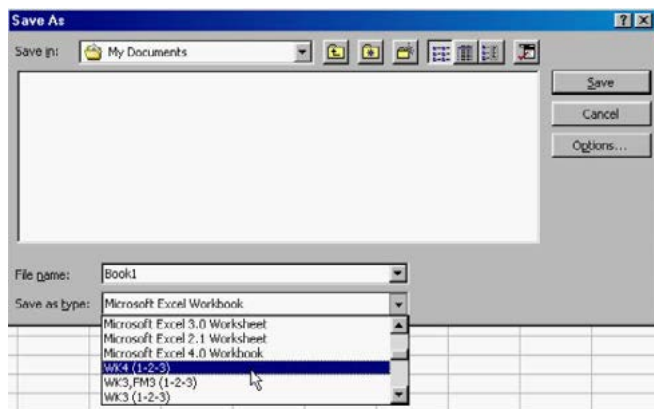 Save As
Save in: My Documents
Save
Cancel
Options...
File name: Book1
Save as type: Microsoft Excel Workbook
Microsoft Excel 3.0 Worksheet
Microsoft Excel 2.1 Worksheet
Microsoft Excel 4.0 Workbook
WK4 (1-2-3)
WK3,FM3 (1-2-3)
WK3 (1-2-3)